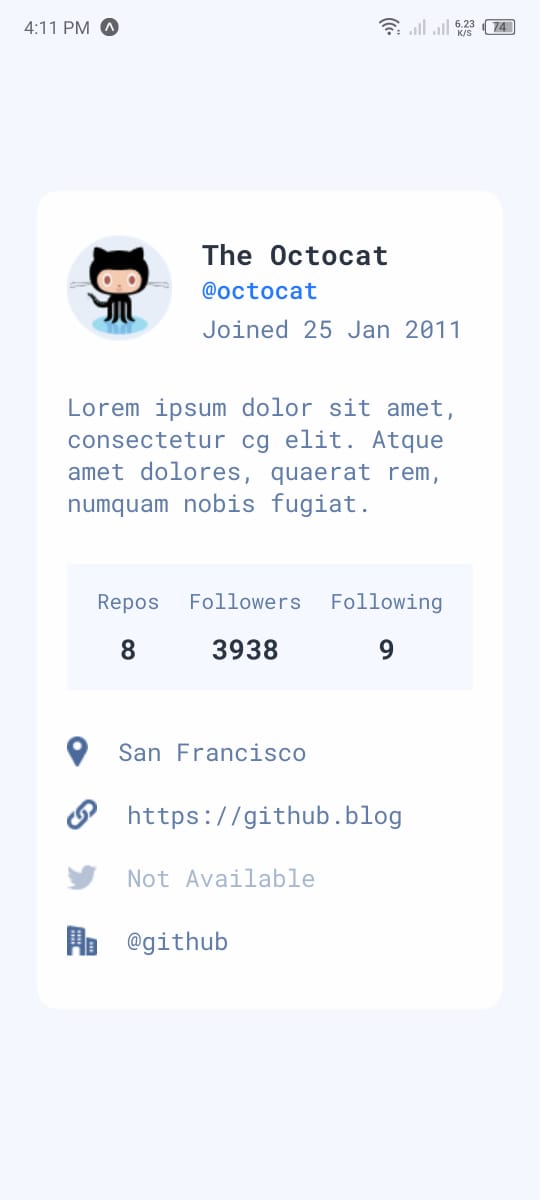 4:11 PM
6.23
K/S
74
The Octocat
@octocat
Joined 25 Jan 2011
Lorem ipsum dolor sit amet,
consectetur cg elit. Atque
amet dolores, quaerat rem,
numquam nobis fugiat.
Repos Followers Following
8 3938 9
San Francisco
https://github.blog
Not Available
@github